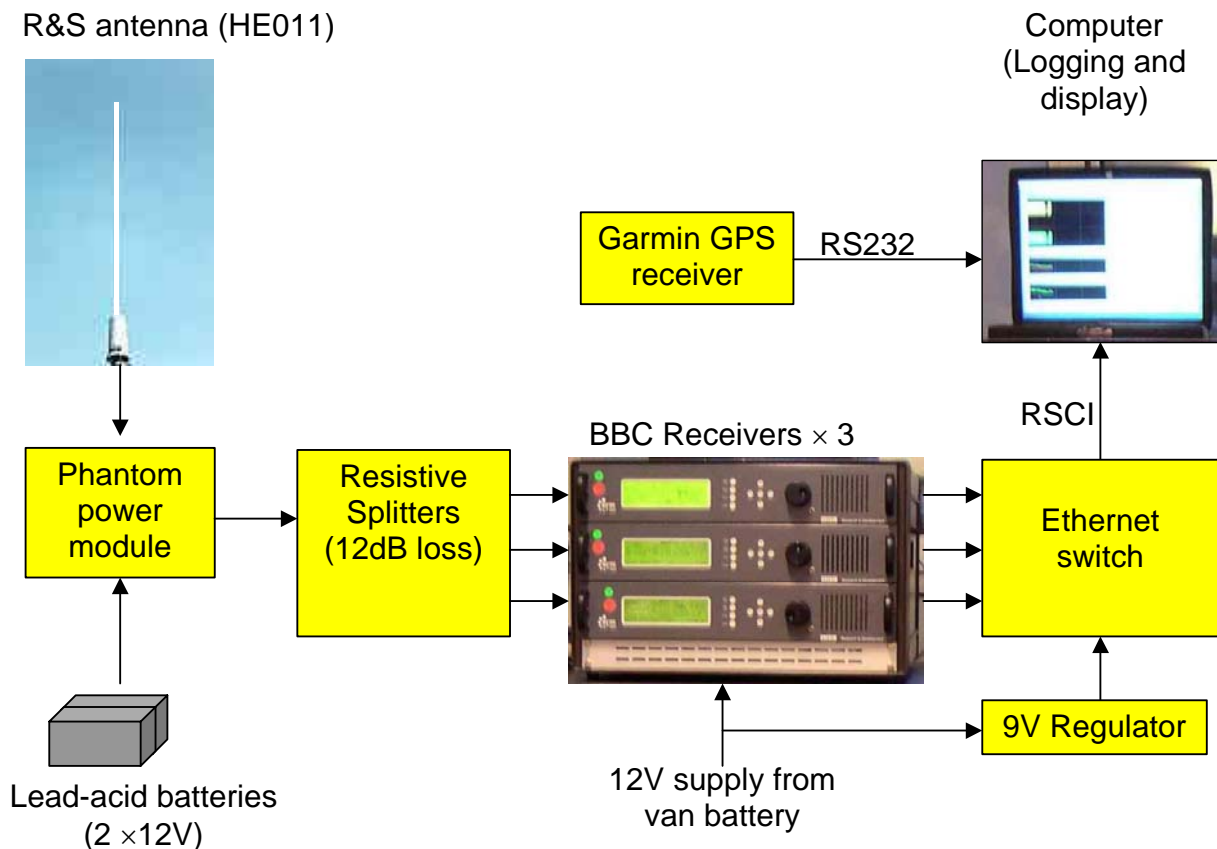 R&S antenna (HE011)
Computer
(Logging and
display)
Garmin GPS
receiver
RS232
RSCI
BBC Receivers × 3
Phantom
power
module
Resistive
Splitters
(12dB loss)
Ethernet
switch
9V Regulator
12V supply from
van battery
Lead-acid batteries
(2 ×12V)